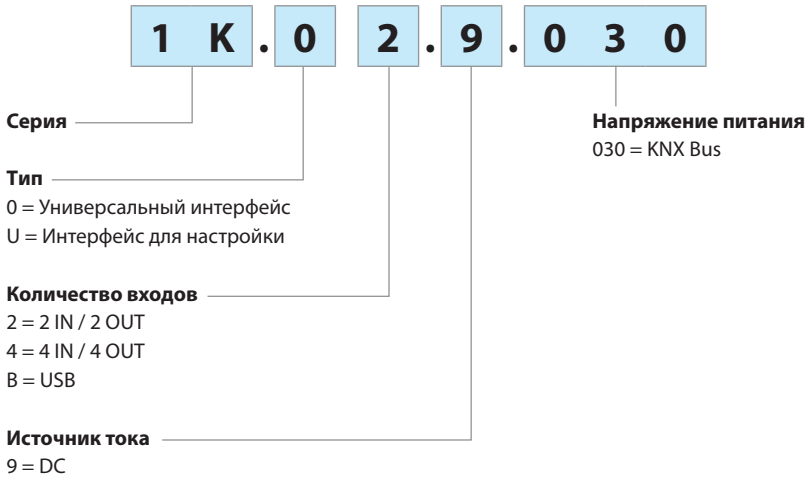 1 K . 0 2 . 9 . 0 3 0
Серия
Напряжение питания
030 = KNX Bus
Тип
0 = Универсальный интерфейс
U = Интерфейс для настройки
Количество входов
2 = 2 IN / 2 OUT
4 = 4 IN / 4 OUT
B = USB
Источник тока
9 = DC